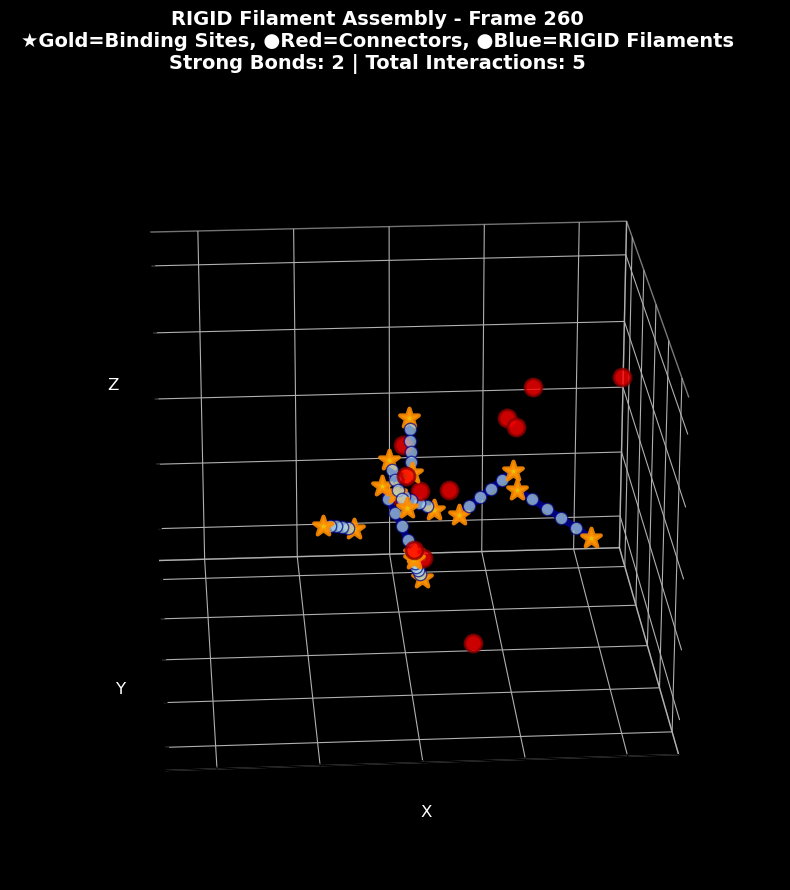 RIGID Filament Assembly - Frame 260
★Gold=Binding Sites, ●Red=Connectors, ●Blue=RIGID Filaments
Strong Bonds: 2 | Total Interactions: 5
Z
Y
X